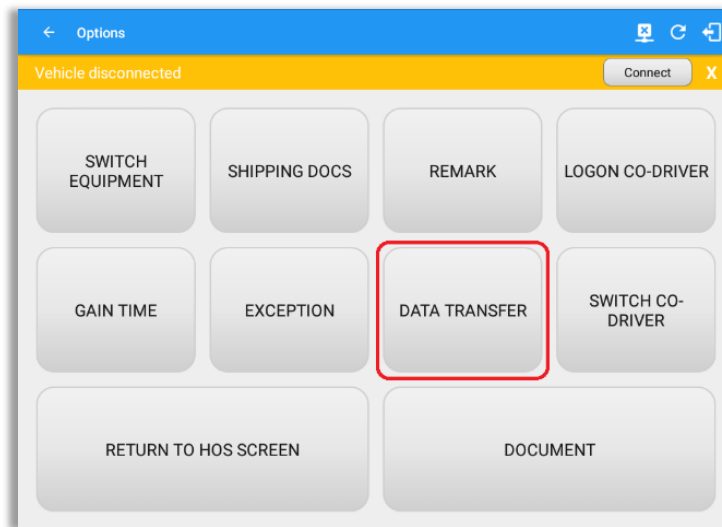 Options
Vehicle disconnected
Connect
X
SWITCH
EQUIPMENT
SHIPPING DOCS
REMARK
LOGON CO-DRIVER
GAIN TIME
EXCEPTION
DATA TRANSFER
SWITCH CO-
DRIVER
RETURN TO HOS SCREEN
DOCUMENT